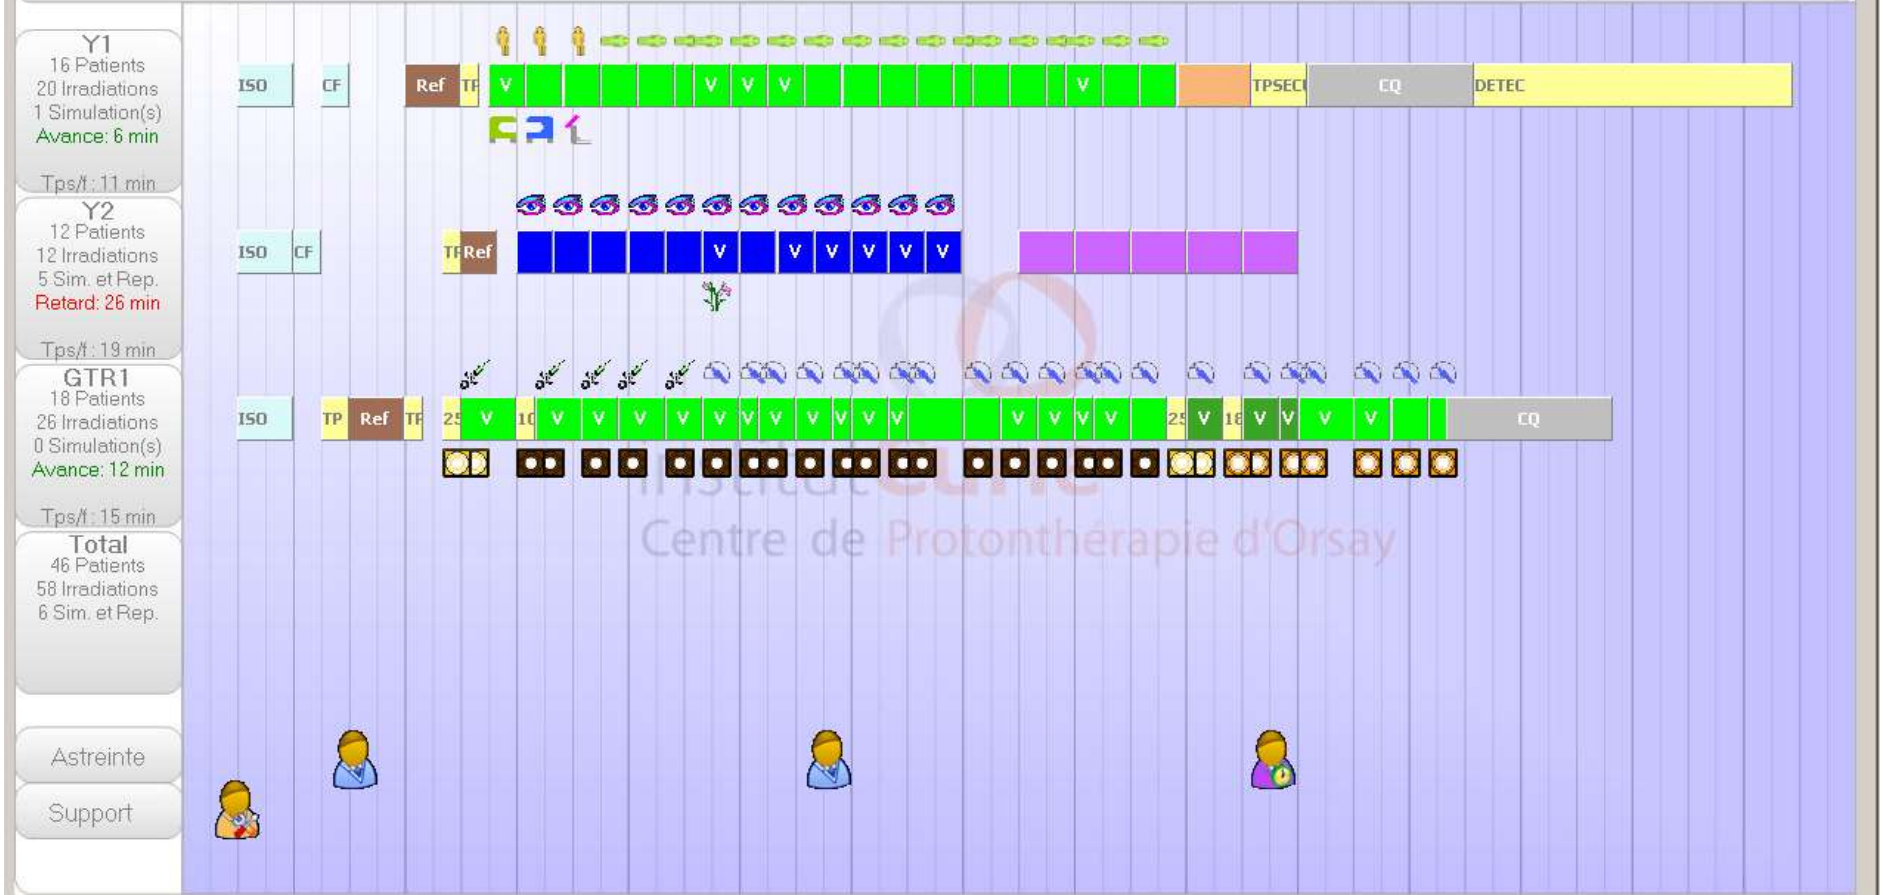 Y1
16 Patients
20 Irradiations
1 Simulation(s)
Avance: 6 min
Tps/f : 11 min
ISO CF Ref TP V V V V V TPSECU CQ DETEC
Y2
12 Patients
12 Irradiations
5 Sim. et Rep.
Retard: 26 min
Tps/f : 19 min
ISO CF TP Ref V V V V V V
GTR1
18 Patients
26 Irradiations
0 Simulation(s)
Avance: 12 min
Tps/f : 15 min
ISO TP Ref TP 25 V 10 V V V V V V V V V V V V V V V 25 V 18 V V V V CQ
institut Curie
Centre de Protonthérapie d'Orsay
Total
46 Patients
58 Irradiations
6 Sim. et Rep.
Astreinte
Support